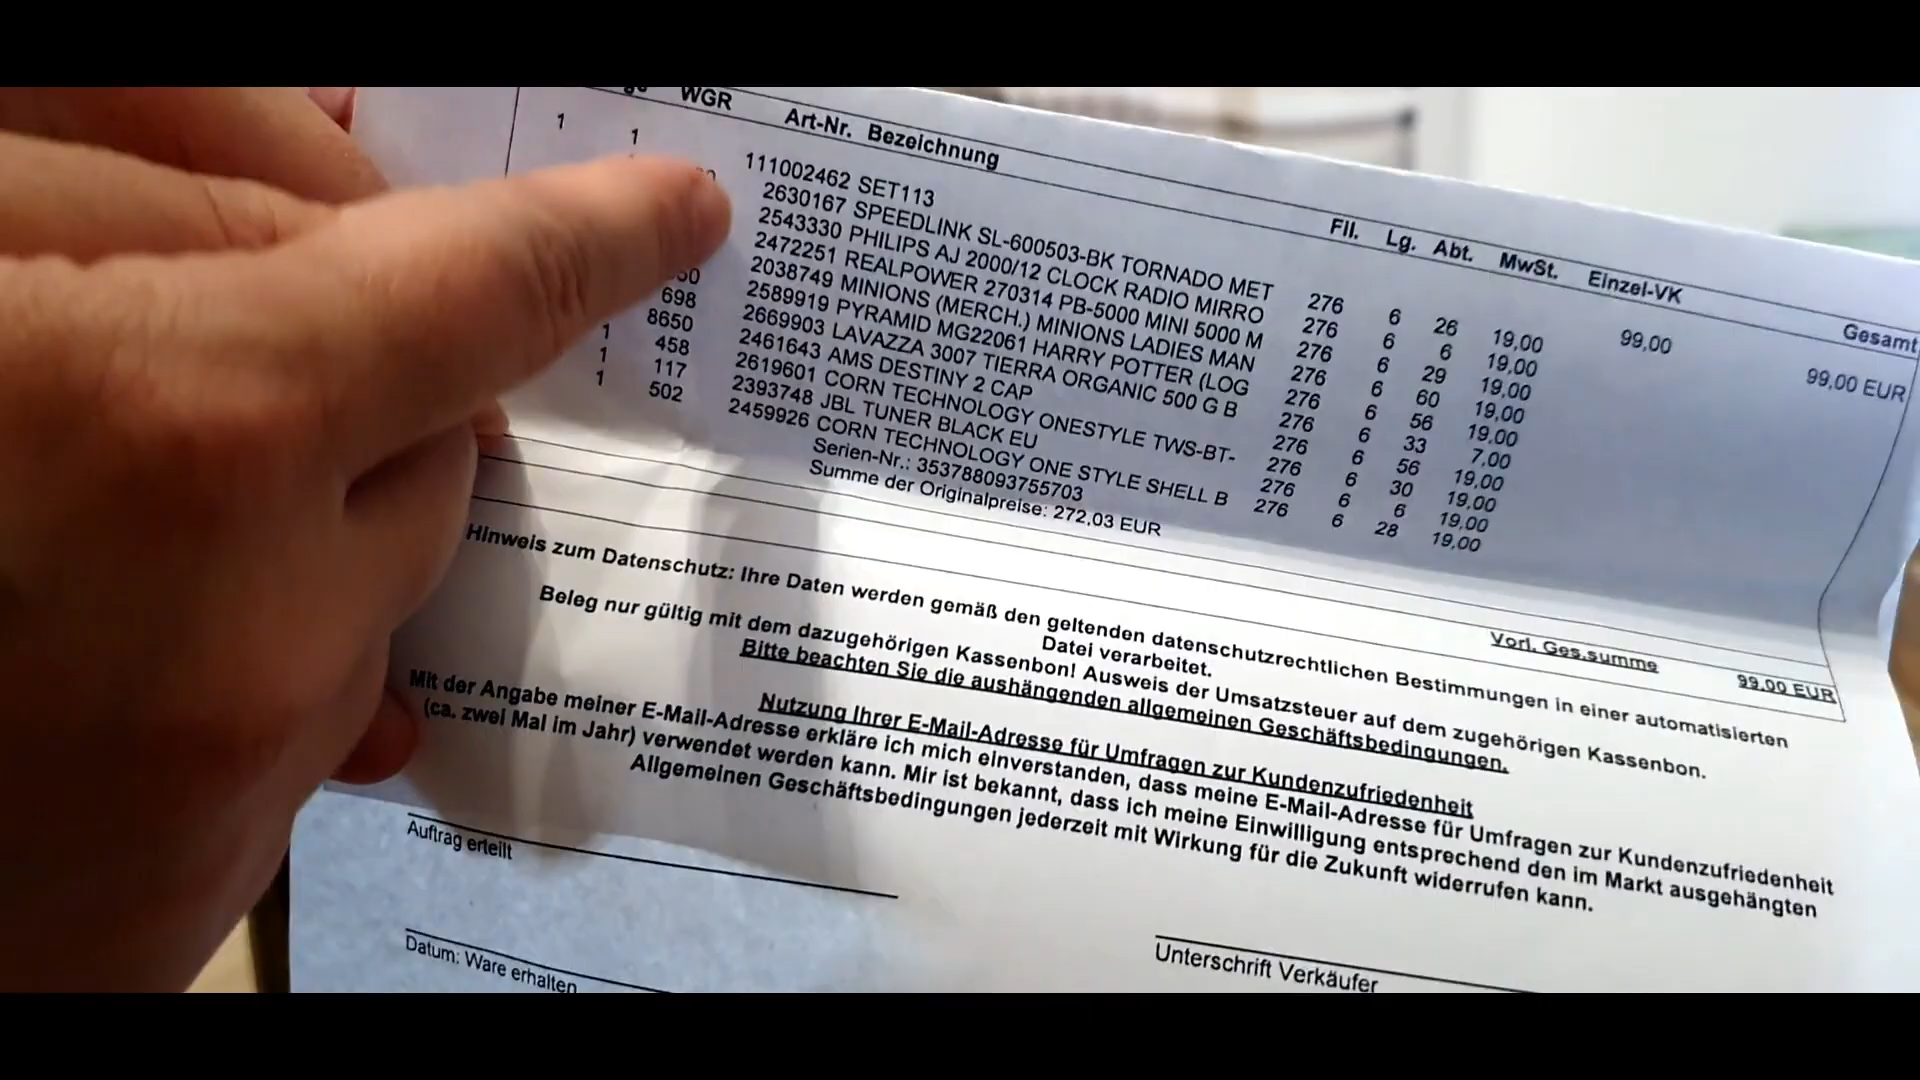 WGR Art-Nr. Bezeichnung Fil. Lg. Abt. MwSt. Einzel-VK Gesamt
1 1 111002462 SET113 99,00 99,00 EUR
2630167 SPEEDLINK SL-600503-BK TORNADO MET 276 6 26 19,00
2543330 PHILIPS AJ 2000/12 CLOCK RADIO MIRRO 276 6 6 19,00
2472251 REALPOWER 270314 PB-5000 MINI 5000 M 276 6 29 19,00
2038749 MINIONS (MERCH.) MINIONS LADIES MAN 276 6 60 19,00
2589919 PYRAMID MG22061 HARRY POTTER (LOG 276 6 56 19,00
698 2669903 LAVAZZA 3007 TIERRA ORGANIC 500 G B 276 6 33 7,00
1 8650 2461643 AMS DESTINY 2 CAP 276 6 56 19,00
1 458 2619601 CORN TECHNOLOGY ONESTYLE TWS-BT- 276 6 30 19,00
1 117 2393748 JBL TUNER BLACK EU 276 6 6 19,00
502 2459926 CORN TECHNOLOGY ONE STYLE SHELL B 276 6 28 19,00
Serien-Nr.: 353788093755703
Summe der Originalpreise: 272,03 EUR
Vorl. Ges.summe 99,00 EUR
Hinweis zum Datenschutz: Ihre Daten werden gemäß den geltenden datenschutzrechtlichen Bestimmungen in einer automatisierten
Datei verarbeitet.
Beleg nur gültig mit dem dazugehörigen Kassenbon! Ausweis der Umsatzsteuer auf dem zugehörigen Kassenbon.
Bitte beachten Sie die aushängenden allgemeinen Geschäftsbedingungen.
Nutzung Ihrer E-Mail-Adresse für Umfragen zur Kundenzufriedenheit
Mit der Angabe meiner E-Mail-Adresse erkläre ich mich einverstanden, dass meine E-Mail-Adresse für Umfragen zur Kundenzufriedenheit
(ca. zwei Mal im Jahr) verwendet werden kann. Mir ist bekannt, dass ich meine Einwilligung entsprechend den im Markt ausgehängten
Allgemeinen Geschäftsbedingungen jederzeit mit Wirkung für die Zukunft widerrufen kann.
Auftrag erteilt
Datum: Ware erhalten
Unterschrift Verkäufer